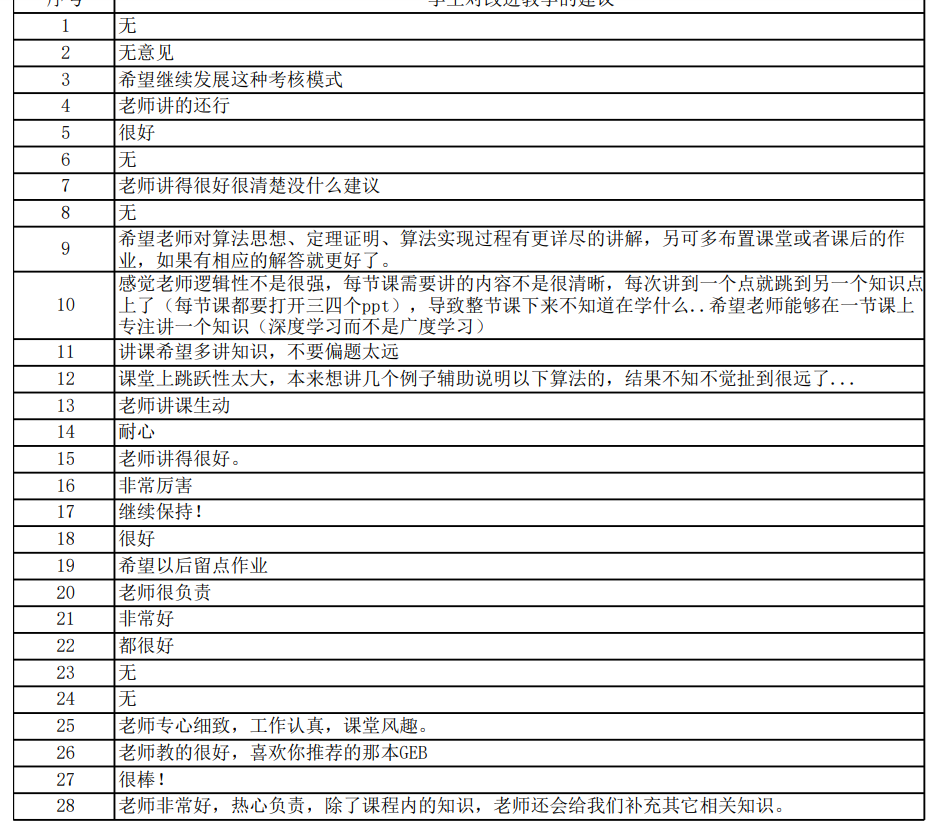 序号 学生对改进教学的建议
1 无
2 无意见
3 希望继续发展这种考核模式
4 老师讲的还行
5 很好
6 无
7 老师讲得很好很清楚没什么建议
8 无
9 希望老师对算法思想、定理证明、算法实现过程有更详尽的讲解，另可多布置课堂或者课后的作
业，如果有相应的解答就更好了。
10 感觉老师逻辑性不是很强，每节课需要讲的内容不是很清晰，每次讲到一个点就跳到另一个知识点
上了（每节课都要打开三四个ppt），导致整节课下来不知道在学什么..希望老师能够在一节课上
专注讲一个知识（深度学习而不是广度学习）
11 讲课希望多讲知识，不要偏题太远
12 课堂上跳跃性太大，本来想讲几个例子辅助说明以下算法的，结果不知不觉扯到很远了...
13 老师讲课生动
14 耐心
15 老师讲得很好。
16 非常厉害
17 继续保持！
18 很好
19 希望以后留点作业
20 老师很负责
21 非常好
22 都很好
23 无
24 无
25 老师专心细致，工作认真，课堂风趣。
26 老师教的很好，喜欢你推荐的那本GEB
27 很棒！
28 老师非常好，热心负责，除了课程内的知识，老师还会给我们补充其它相关知识。